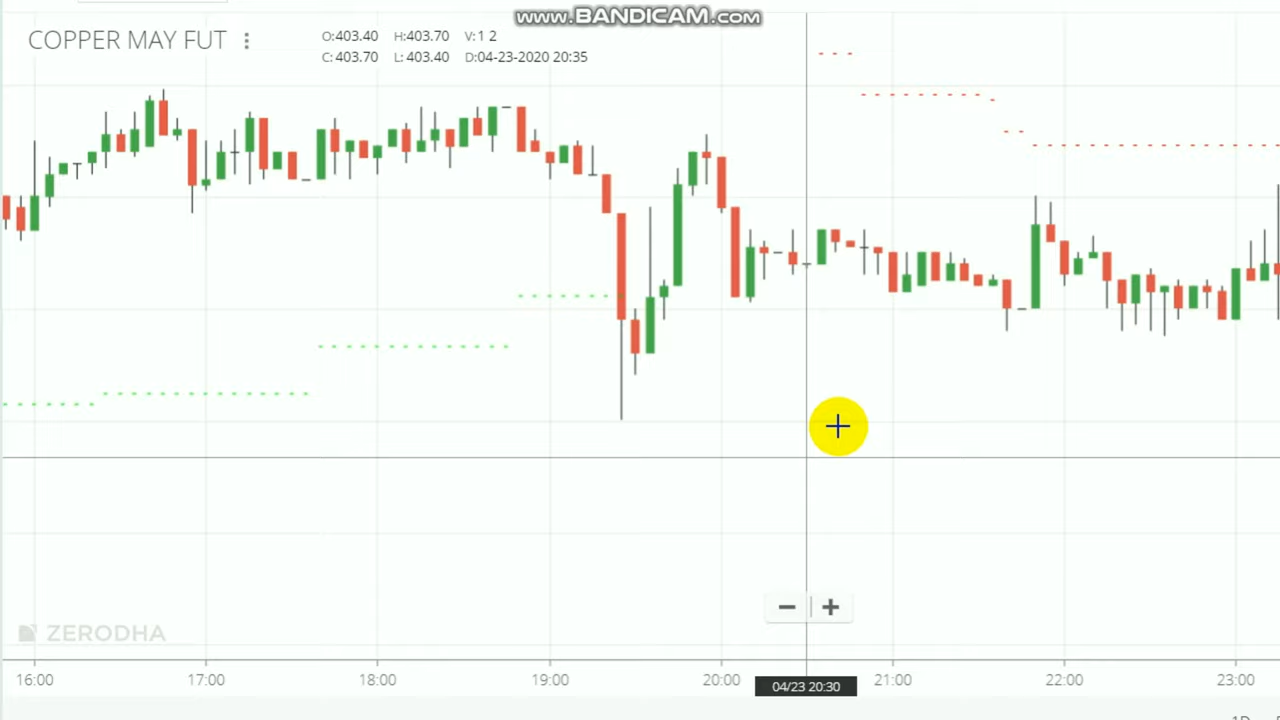 www.BANDICAM.com
COPPER MAY FUT
O:403.40 H:403.70 V:1 2
C:403.70 L:403.40 D:04-23-2020 20:35
ZERODHA
16:00 17:00 18:00 19:00 20:00 04/23 20:30 21:00 22:00 23:00